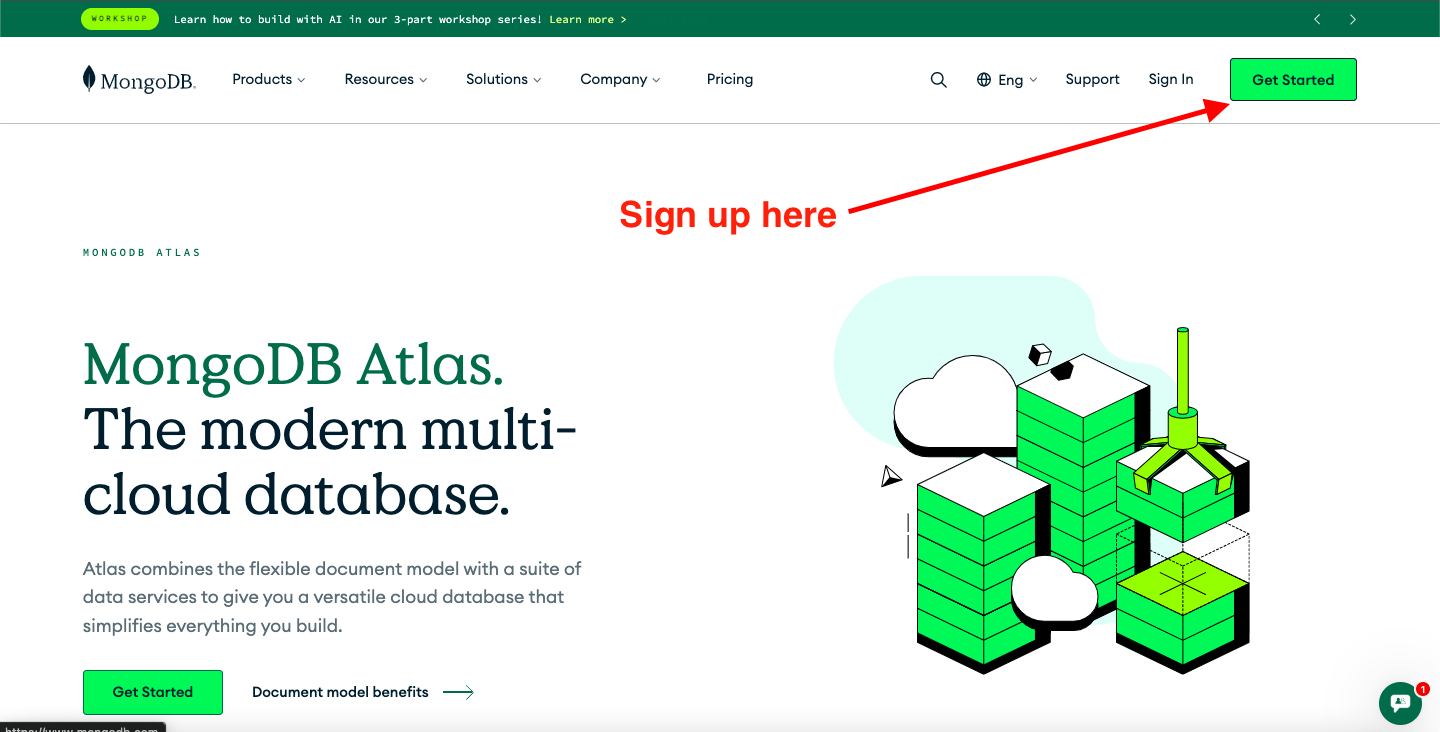 WORKSHOP Learn how to build with AI in our 3-part workshop series! Learn more >
MongoDB. Products Resources Solutions Company Pricing Eng Support Sign In Get Started
Sign up here
MONGODB ATLAS
MongoDB Atlas.
The modern multi-
cloud database.
Atlas combines the flexible document model with a suite of
data services to give you a versatile cloud database that
simplifies everything you build.
Get Started Document model benefits
1
https://www.mongodb.com